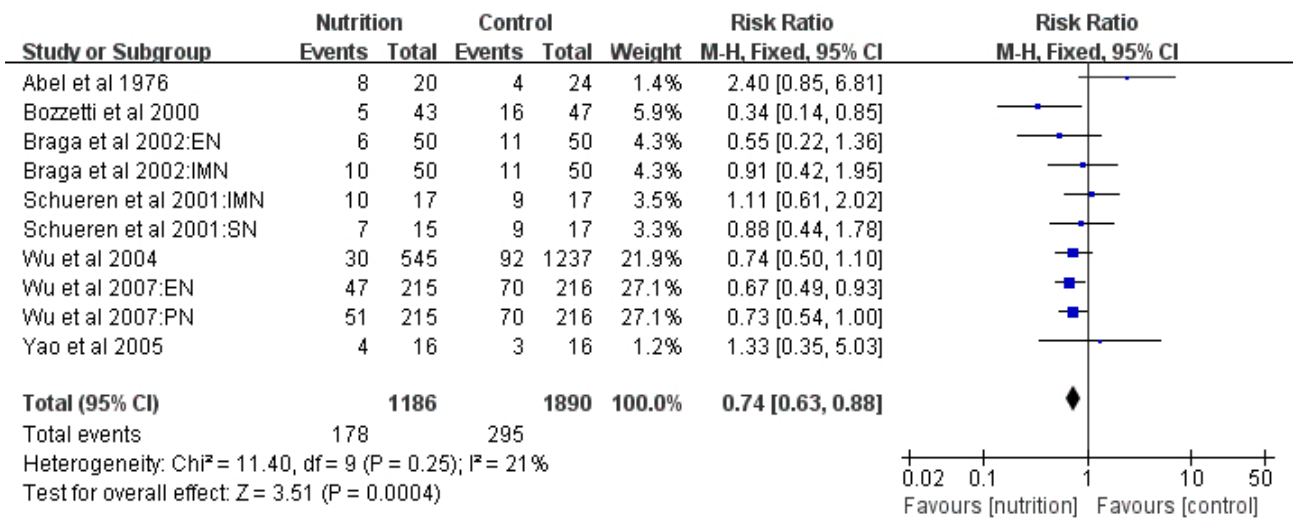 Nutrition Control Risk Ratio Risk Ratio
Study or Subgroup Events Total Events Total Weight M-H, Fixed, 95% CI M-H, Fixed, 95% CI
Abel et al 1976 8 20 4 24 1.4% 2.40 [0.85, 6.81]
Bozzetti et al 2000 5 43 16 47 5.9% 0.34 [0.14, 0.85]
Braga et al 2002:EN 6 50 11 50 4.3% 0.55 [0.22, 1.36]
Braga et al 2002:IMN 10 50 11 50 4.3% 0.91 [0.42, 1.95]
Schueren et al 2001:IMN 10 17 9 17 3.5% 1.11 [0.61, 2.02]
Schueren et al 2001:SN 7 15 9 17 3.3% 0.88 [0.44, 1.78]
Wu et al 2004 30 545 92 1237 21.9% 0.74 [0.50, 1.10]
Wu et al 2007:EN 47 215 70 216 27.1% 0.67 [0.49, 0.93]
Wu et al 2007:PN 51 215 70 216 27.1% 0.73 [0.54, 1.00]
Yao et al 2005 4 16 3 16 1.2% 1.33 [0.35, 5.03]
Total (95% CI) 1186 1890 100.0% 0.74 [0.63, 0.88]
Total events 178 295
Heterogeneity: Chi² = 11.40, df = 9 (P = 0.25); I² = 21%
Test for overall effect: Z = 3.51 (P = 0.0004)
0.02 0.1 1 10 50
Favours [nutrition] Favours [control]